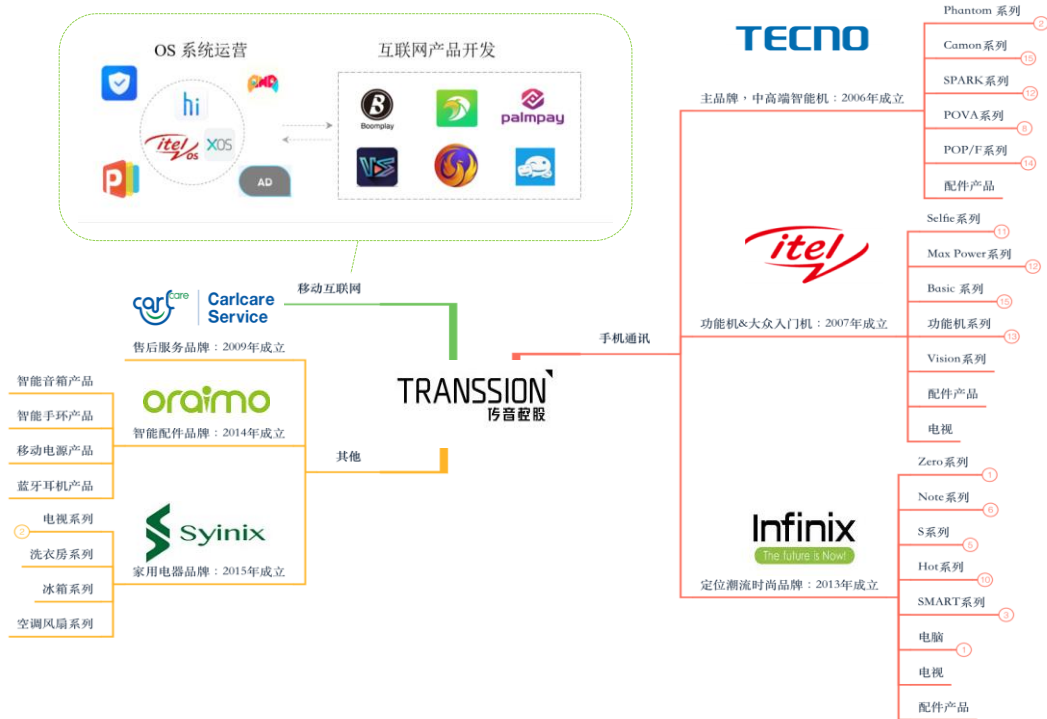 OS 系统运营
互联网产品开发
hi
itel OS
XOS
AD
B
Boomplay
palmpay
VS
P
移动互联网
carlcare
Carlcare Service
售后服务品牌：2009年成立
oraimo
智能配件品牌：2014年成立
智能音箱产品
智能手环产品
移动电源产品
蓝牙耳机产品
Syinix
家用电器品牌：2015年成立
电视系列
2
洗衣房系列
冰箱系列
空调风扇系列
其他
TRANSSION
传音控股
手机通讯
TECNO
主品牌，中高端智能机：2006年成立
Phantom 系列
2
Camon系列
15
SPARK系列
12
POVA系列
8
POP/F系列
14
配件产品
itel
功能机&大众入门机：2007年成立
Selfie系列
11
Max Power系列
12
Basic 系列
15
功能机系列
13
Vision系列
配件产品
电视
Infinix
The future is Now!
定位潮流时尚品牌：2013年成立
Zero系列
1
Note系列
6
S系列
5
Hot系列
10
SMART系列
3
电脑
1
电视
配件产品